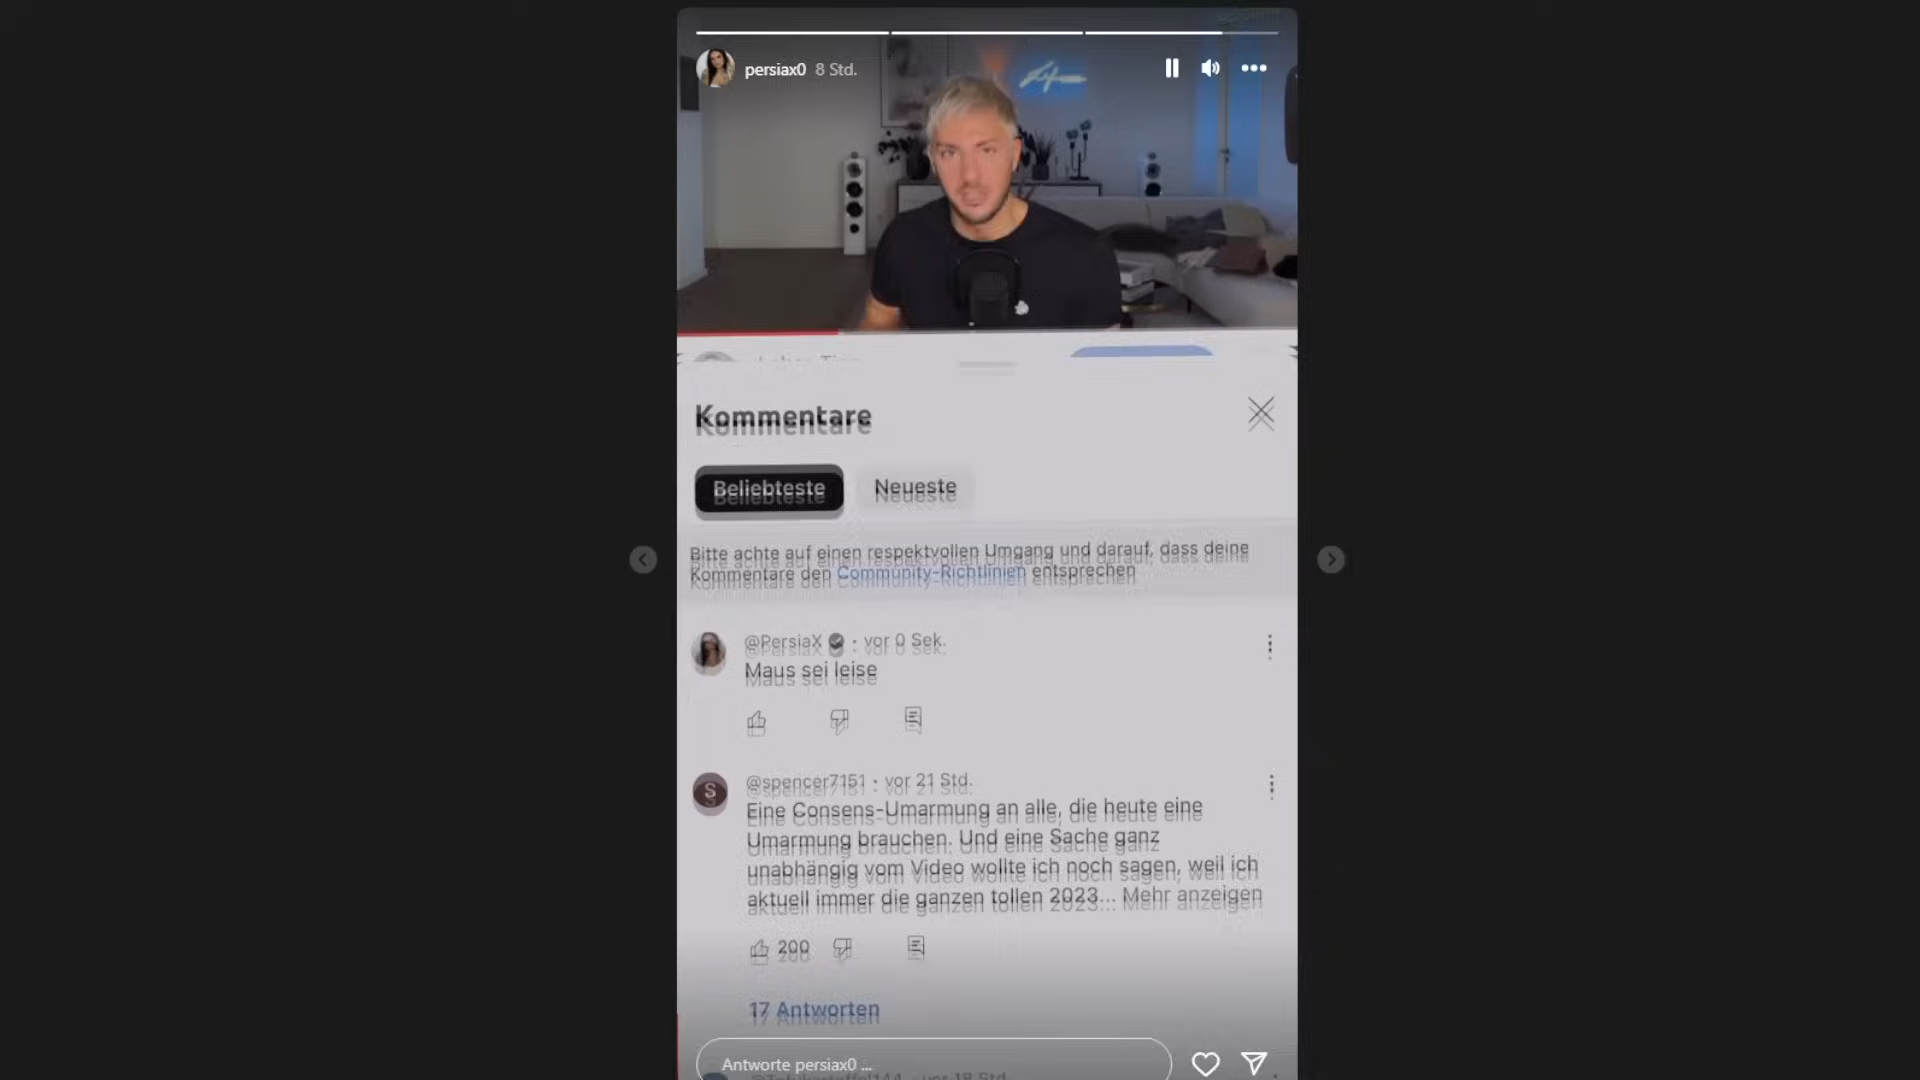 persiax0 8 Std.
Kommentare
Beliebteste Neueste
Bitte achte auf einen respektvollen Umgang und darauf, dass deine
Kommentare den Community-Richtlinien entsprechen
@PersiaX · vor 0 Sek.
Maus sei leise
@spencer7151 · vor 21 Std.
Eine Consens-Umarmung an alle, die heute eine
Umarmung brauchen. Und eine Sache ganz
unabhängig vom Video wollte ich noch sagen, weil ich
aktuell immer die ganzen tollen 2023... Mehr anzeigen
200
17 Antworten
Antworte persiax0 ...
vor 18 Std.